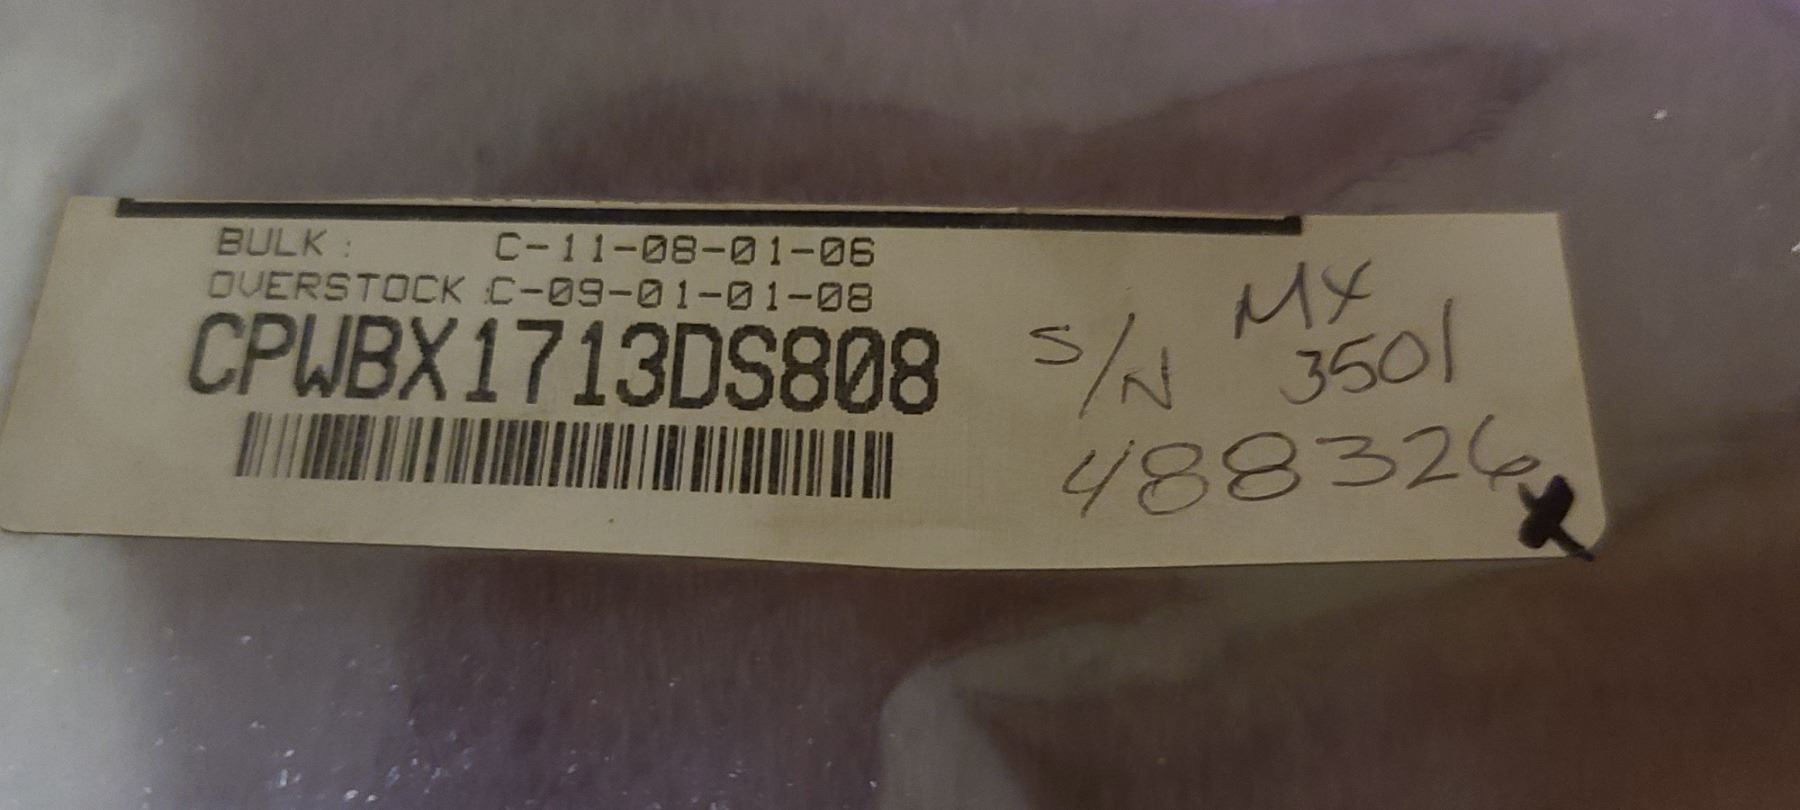 BULK : C-11-08-01-06
OVERSTOCK :C-09-01-01-08
CPWBX1713DS808
S/N MX
3501
488326
X